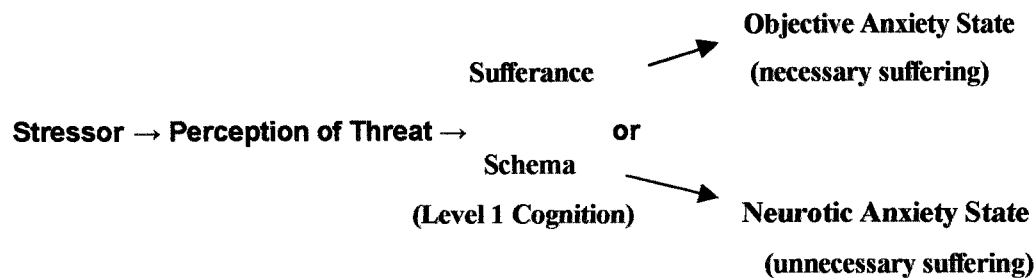 Objective Anxiety State
Sufferance
(necessary suffering)
Stressor → Perception of Threat →
or
Schema
(Level 1 Cognition)
Neurotic Anxiety State
(unnecessary suffering)